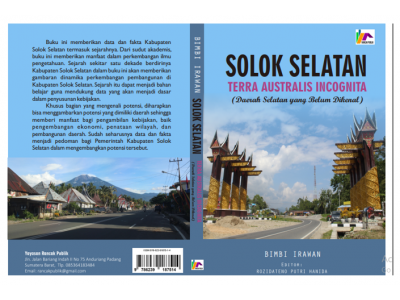 Buku ini memberikan data dan fakta Kabupaten
Solok Selatan termasuk sejarahnya. Dari sudut akademis,
buku ini memberikan manfaat dalam perkembangan ilmu
pengetahuan. Sejarah sekitar satu dekade berdirinya
Kabupaten Solok Selatan dalam buku ini akan memberikan
gambaran dinamika perkembangan pembangunan di
Kabupaten Solok Selatan. Sejarah itu dapat menjadi bahan
belajar guna mendukung data yang akan menjadi dasar
dalam penyusunan kebijakan.
Khusus bagian yang mengenai potensi, diharapkan
bisa menggambarkan potensi yang dimiliki daerah sehingga
memberi manfaat bagi pengambilan kebijakan, baik
pengembangan ekonomi, penataan wilayah, dan
pembangunan daerah. Sudah seharusnya data dan fakta
menjadi pedoman bagi Pemerintah Kabupaten Solok
Selatan dalam mengembangkan potensi tersebut.
Yayasan Rancak Publik
BIMBI IRAWAN
SOLOK SELATAN
SOLOK SELATAN
TERRA AUSTRALIS INCOGNITA
(Daerah Selatan yang Belum Dikenal)
BIMBI IRAWAN
Editor:
ROZIDATENO PUTRI HANIDA